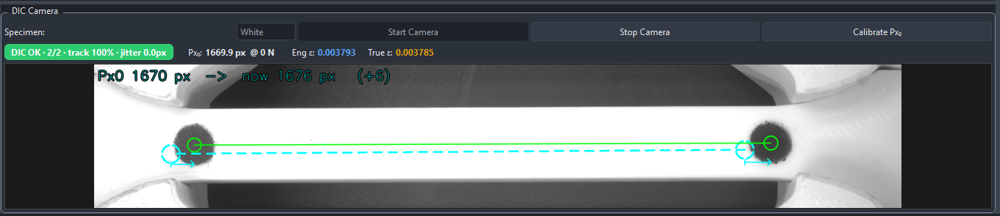 DIC Camera
Specimen: White Start Camera Stop Camera Calibrate Px₀
DIC OK · 2/2 · track 100% · jitter 0.0px Px₀: 1669.9 px @ 0 N Eng ε: 0.003793 True ε: 0.003785
Px0 1670 px -> now 1676 px (+6)